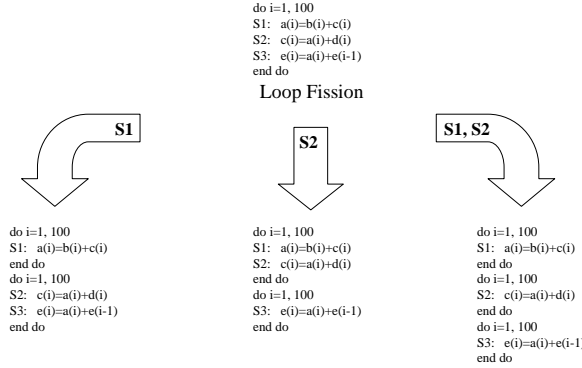 do i=1, 100
S1: a(i)=b(i)+c(i)
S2: c(i)=a(i)+d(i)
S3: e(i)=a(i)+e(i-1)
end do
Loop Fission
S1
S2
S1, S2
do i=1, 100
S1: a(i)=b(i)+c(i)
end do
do i=1, 100
S2: c(i)=a(i)+d(i)
S3: e(i)=a(i)+e(i-1)
end do
do i=1, 100
S1: a(i)=b(i)+c(i)
S2: c(i)=a(i)+d(i)
end do
do i=1, 100
S3: e(i)=a(i)+e(i-1)
end do
do i=1, 100
S1: a(i)=b(i)+c(i)
end do
do i=1, 100
S2: c(i)=a(i)+d(i)
end do
do i=1, 100
S3: e(i)=a(i)+e(i-1)
end do